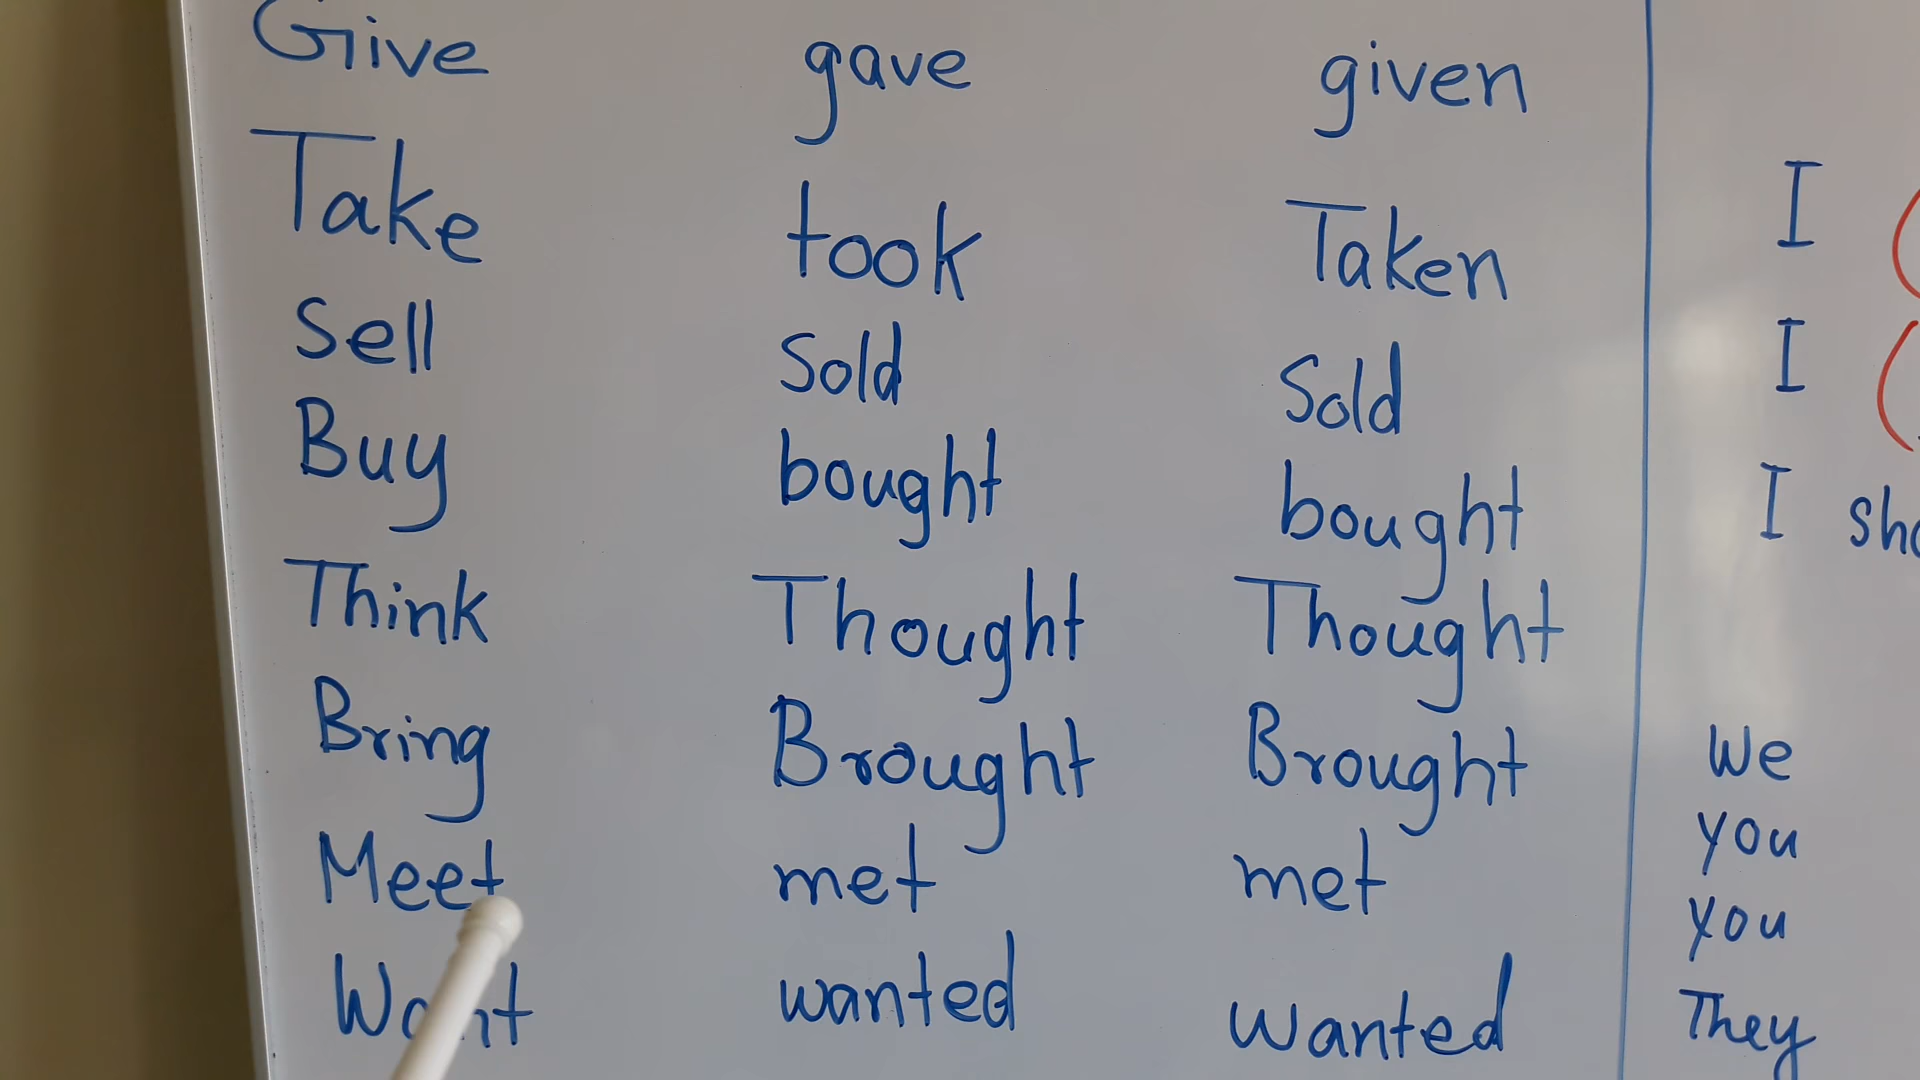 Give gave given
Take took Taken
Sell Sold Sold
Buy bought bought
Think Thought Thought
Bring Brought Brought
Meet met met
Want wanted wanted
I
I
I
We
you
you
They